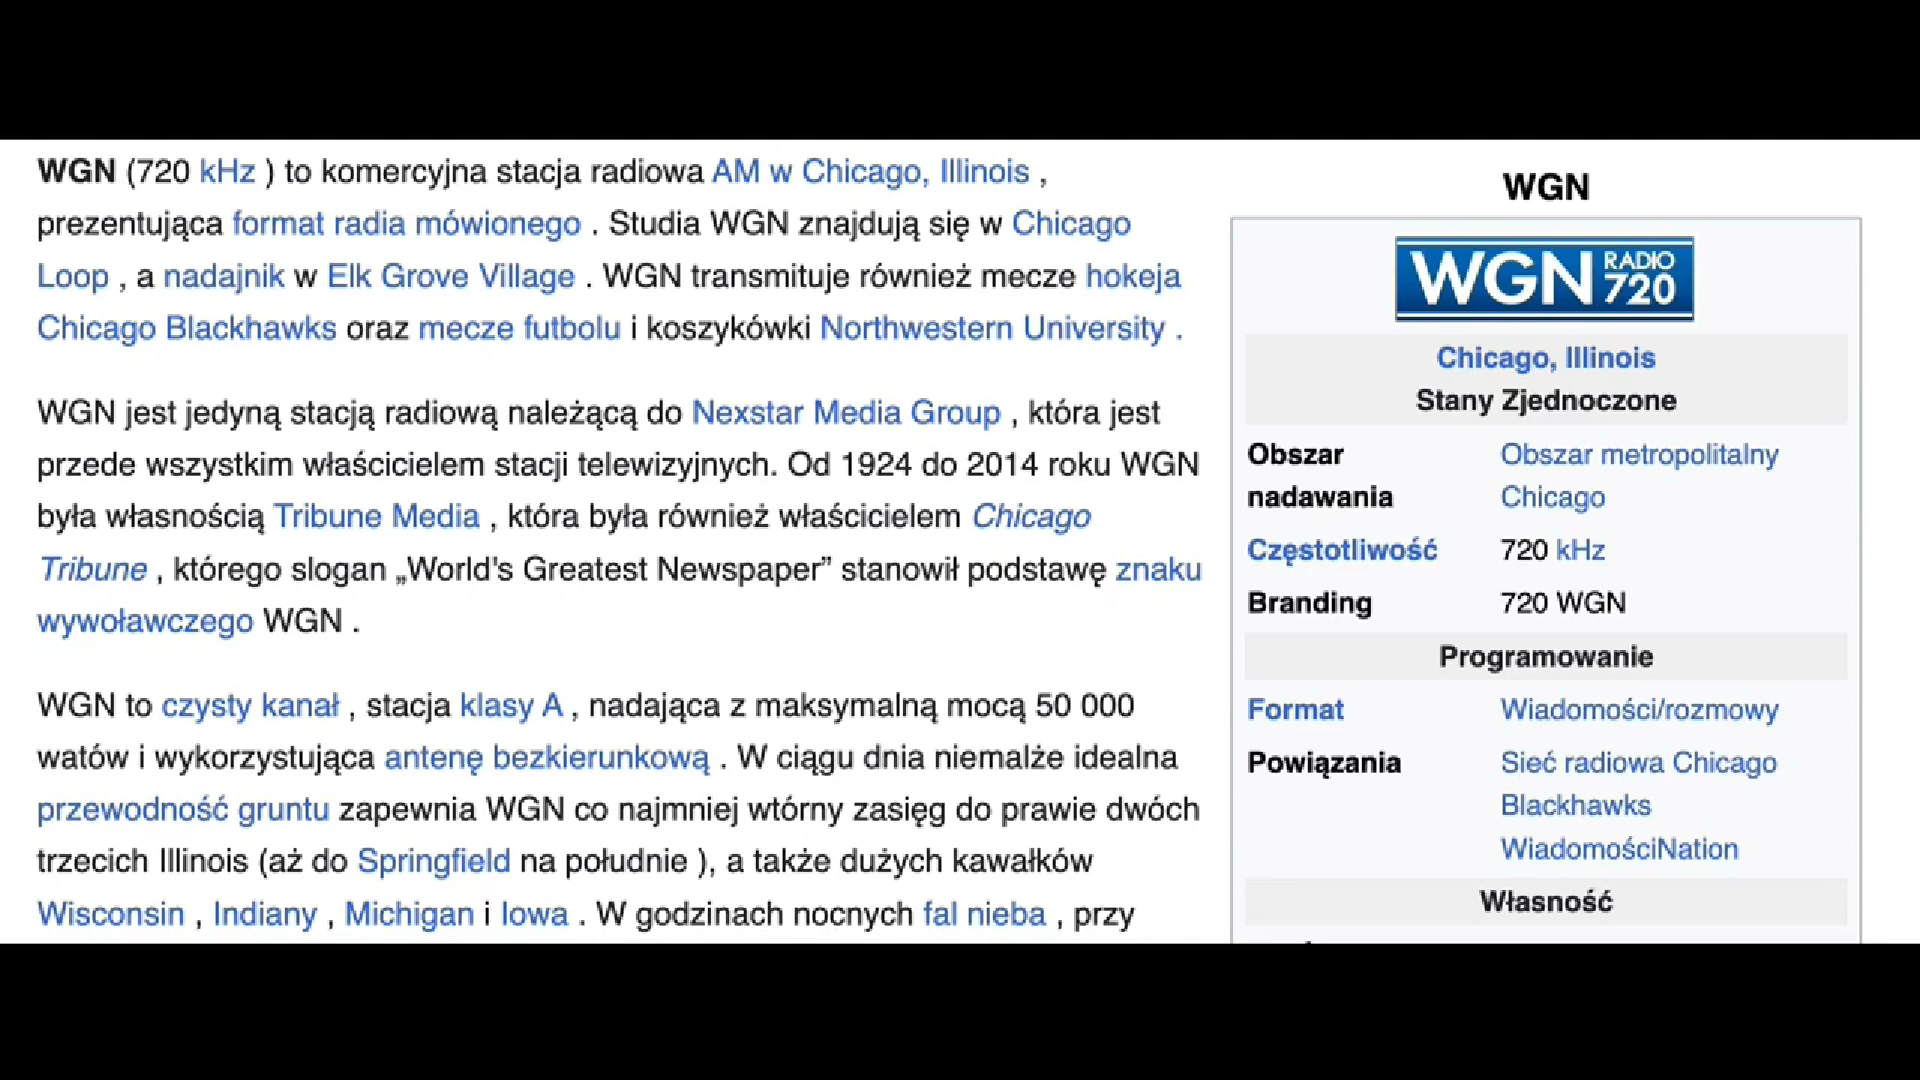 WGN (720 kHz ) to komercyjna stacja radiowa AM w Chicago, Illinois ,
prezentująca format radia mówionego . Studia WGN znajdują się w Chicago
Loop , a nadajnik w Elk Grove Village . WGN transmituje również mecze hokeja
Chicago Blackhawks oraz mecze futbolu i koszykówki Northwestern University .
WGN jest jedyną stacją radiową należącą do Nexstar Media Group , która jest
przede wszystkim właścicielem stacji telewizyjnych. Od 1924 do 2014 roku WGN
była własnością Tribune Media , która była również właścicielem Chicago
Tribune , którego slogan „World's Greatest Newspaper” stanowił podstawę znaku
wywoławczego WGN .
WGN to czysty kanał , stacja klasy A , nadająca z maksymalną mocą 50 000
watów i wykorzystująca antenę bezkierunkową . W ciągu dnia niemalże idealna
przewodność gruntu zapewnia WGN co najmniej wtórny zasięg do prawie dwóch
trzecich Illinois (aż do Springfield na południe ), a także dużych kawałków
Wisconsin , Indiany , Michigan i Iowa . W godzinach nocnych fal nieba , przy
WGN
WGN RADIO 720
Chicago, Illinois
Stany Zjednoczone
Obszar nadawania
Obszar metropolitalny
Chicago
Częstotliwość 720 kHz
Branding 720 WGN
Programowanie
Format Wiadomości/rozmowy
Powiązania Sieć radiowa Chicago
Blackhawks
WiadomościNation
Własność